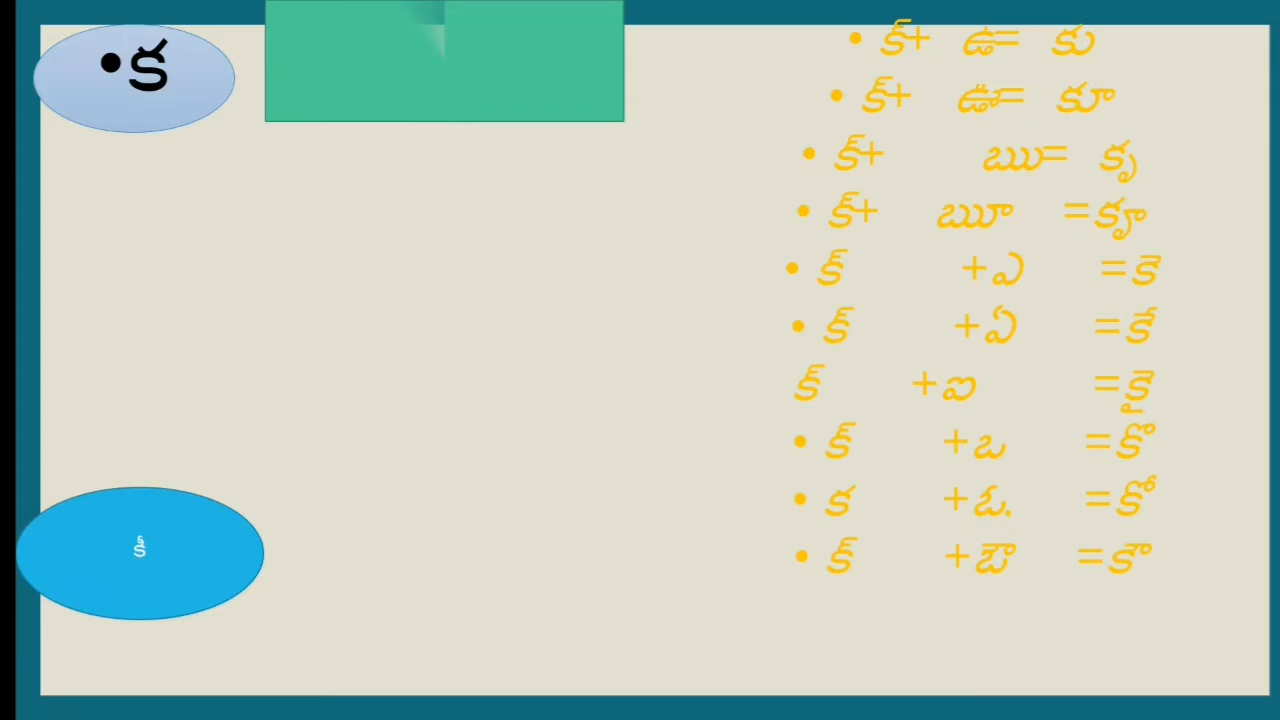 •క
• క్+ ఉ= కు
• క్+ ఊ= కూ
• క్+ ఋ= కృ
• క్+ ౠ =కౄ
• క్ +ఎ =కె
• క్ +ఏ =కే
క్ +ఐ =కై
• క్ +ఒ =కొ
• క +ఓ. =కో
• క్ +ఔ =కౌ